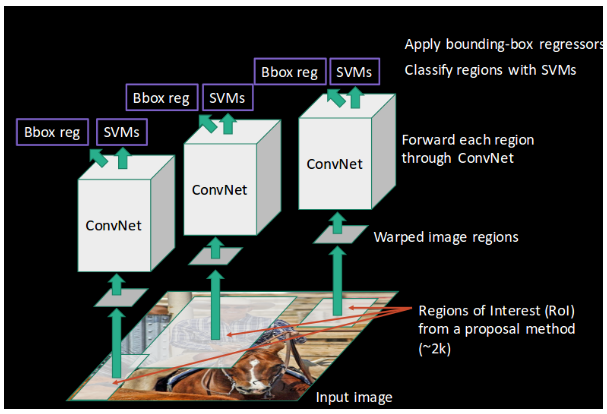 Apply bounding-box regressors
Bbox reg SVMs
Classify regions with SVMs
Bbox reg SVMs
Bbox reg SVMs
Forward each region
through ConvNet
ConvNet
ConvNet
ConvNet
Warped image regions
Regions of Interest (RoI)
from a proposal method
(~2k)
Input image